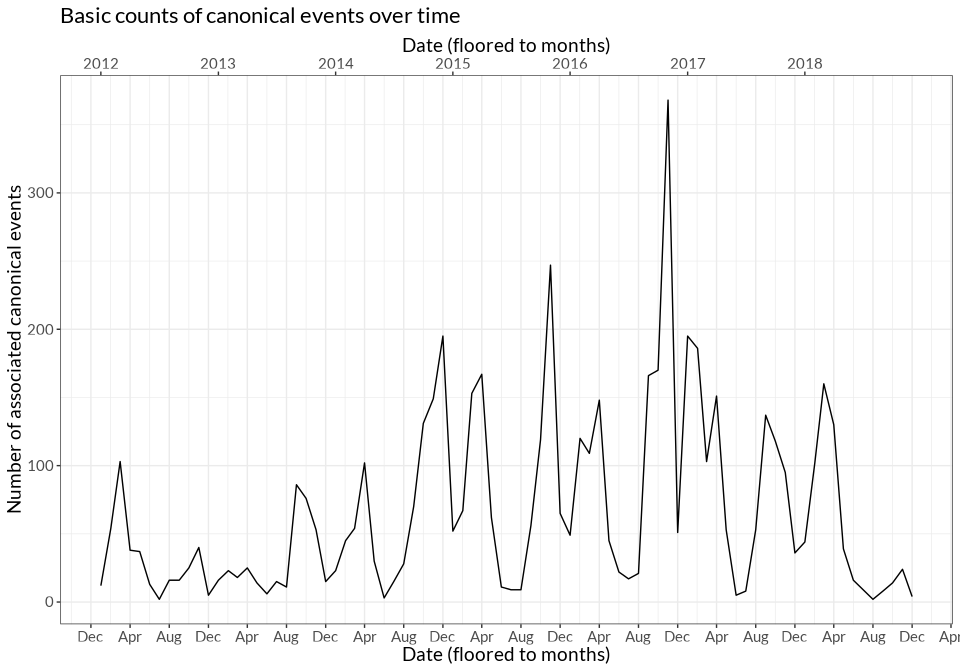 Basic counts of canonical events over time
Date (floored to months)
2012 2013 2014 2015 2016 2017 2018
Number of associated canonical events
300
200
100
0
Dec Apr Aug Dec Apr Aug Dec Apr Aug Dec Apr Aug Dec Apr Aug Dec Apr Aug Dec Apr Aug Dec Apr
Date (floored to months)